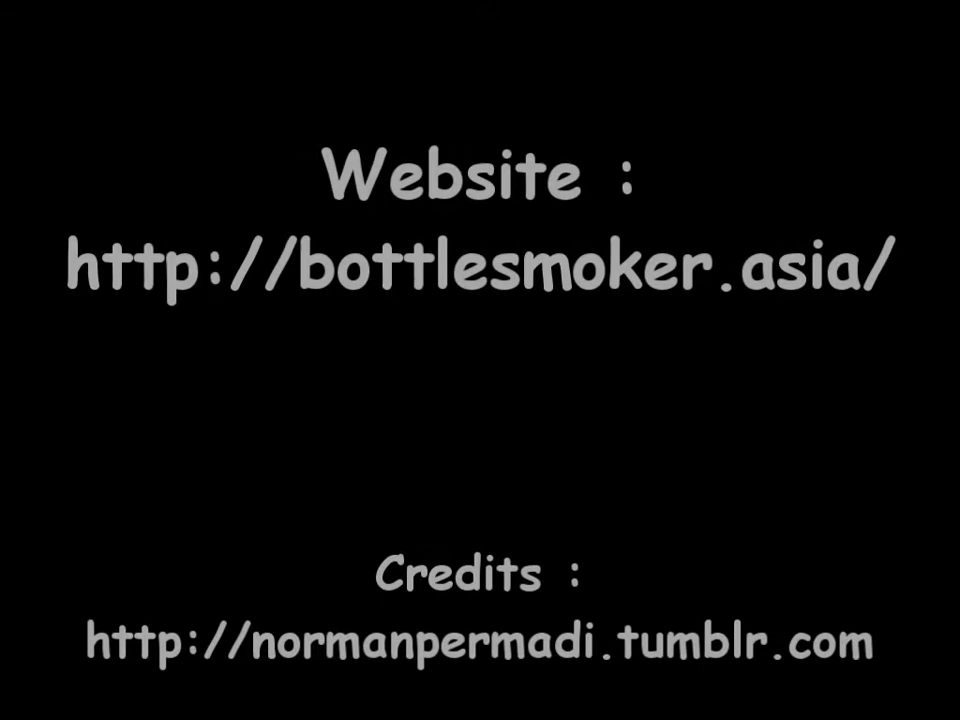 Website :
http://bottlesmoker.asia/
Credits :
http://normanpermadi.tumblr.com